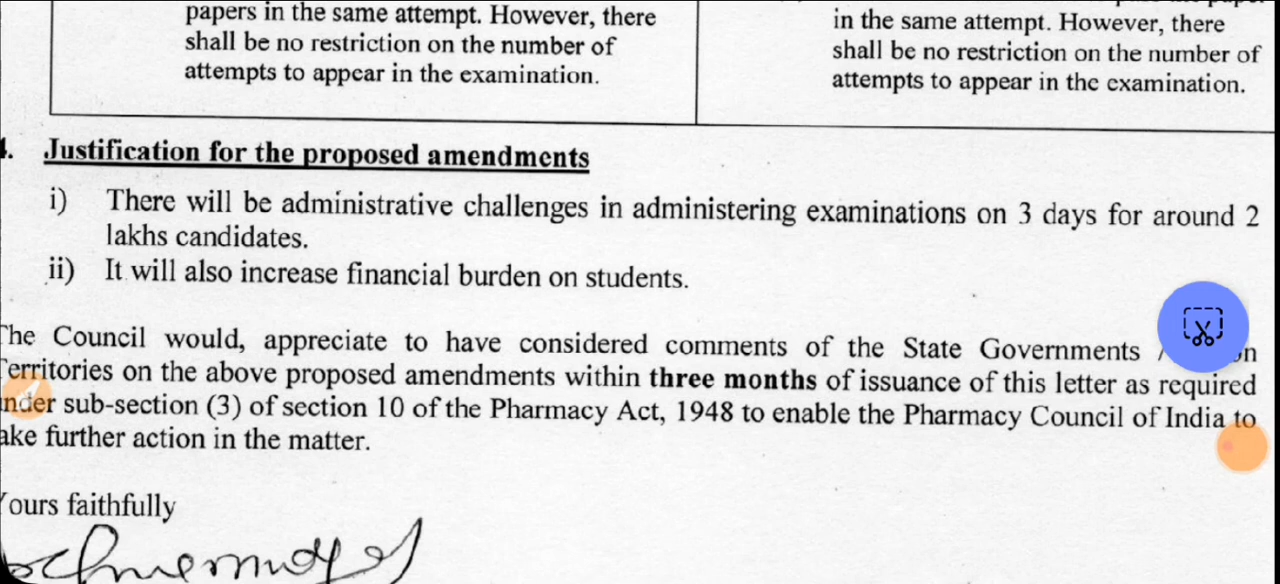 papers in the same attempt. However, there
shall be no restriction on the number of
attempts to appear in the examination.
in the same attempt. However, there
shall be no restriction on the number of
attempts to appear in the examination.
Justification for the proposed amendments
i) There will be administrative challenges in administering examinations on 3 days for around 2
lakhs candidates.
ii) It will also increase financial burden on students.
The Council would, appreciate to have considered comments of the State Governments /
Territories on the above proposed amendments within three months of issuance of this letter as required
under sub-section (3) of section 10 of the Pharmacy Act, 1948 to enable the Pharmacy Council of India to
take further action in the matter.
Yours faithfully